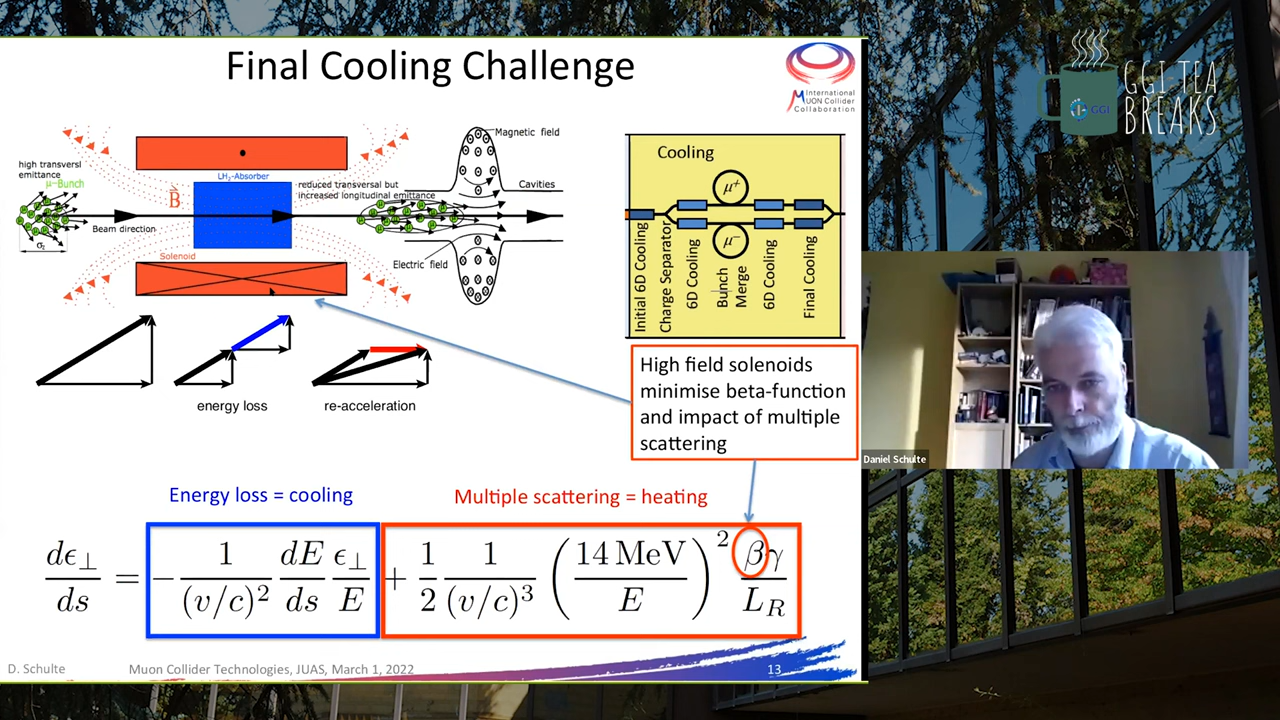 Final Cooling Challenge
International
MUON Collider
Collaboration
GGI TEA
BREAKS
GGI
high transversl
emittance
μ-Bunch
σz
Beam direction
B
LH2-Absorber
Solenoid
reduced transversal but
increased longitudinal emittance
Magnetic field
Cavities
Electric field
energy loss
re-acceleration
Cooling
μ+
μ−
Initial 6D Cooling
Charge Separator
6D Cooling
Bunch
Merge
6D Cooling
Final Cooling
High field solenoids
minimise beta-function
and impact of multiple
scattering
Daniel Schulte
Energy loss = cooling
Multiple scattering = heating
dϵ⊥/ds = − 1/(v/c)² dE/ds ϵ⊥/E + 1/2 1/(v/c)³ (14 MeV/E)² βγ/L_R
D. Schulte
Muon Collider Technologies, JUAS, March 1, 2022
13